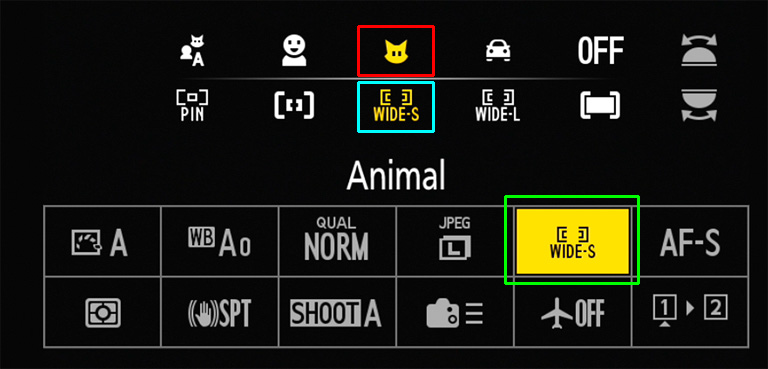 A OFF
PIN WIDE-S WIDE-L
Animal
A WB A0 QUAL NORM JPEG L WIDE-S AF-S
SPT SHOOT A OFF 1 2